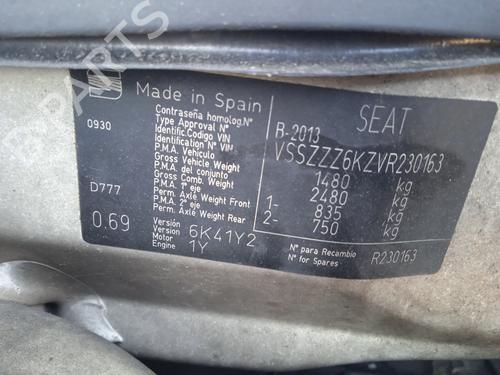 B-PARTS
Made in Spain
SEAT
0930
Contraseña homolog. Nº
Type Approval Nº
B-2013
Identific. Código VIN
Identification Nº VIN
VSSZZZ6KZVR230163
P.M.A. Vehículo
Gross Vehicle Weight
1480 kg
P.M.A. del conjunto
Gross Comb. Weight
2480 kg
P.M.A. 1º eje
Perm. Axle Weight Front
1- 835 kg
P.M.A. 2º eje
Perm. Axle Weight Rear
2- 750 kg
D777
0.69
Versión
Version
6K41Y2
Motor
Engine
1Y
Nº para Recambio
Nº for Spares
R230163